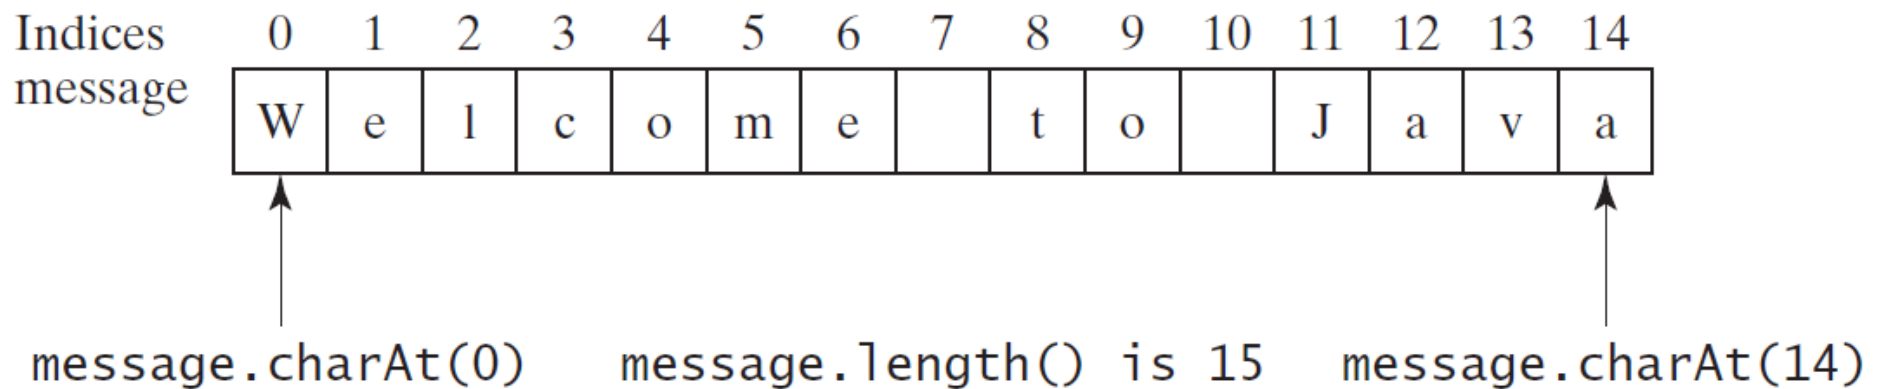 Indices 0 1 2 3 4 5 6 7 8 9 10 11 12 13 14
message W e l c o m e t o J a v a
message.charAt(0) message.length() is 15 message.charAt(14)